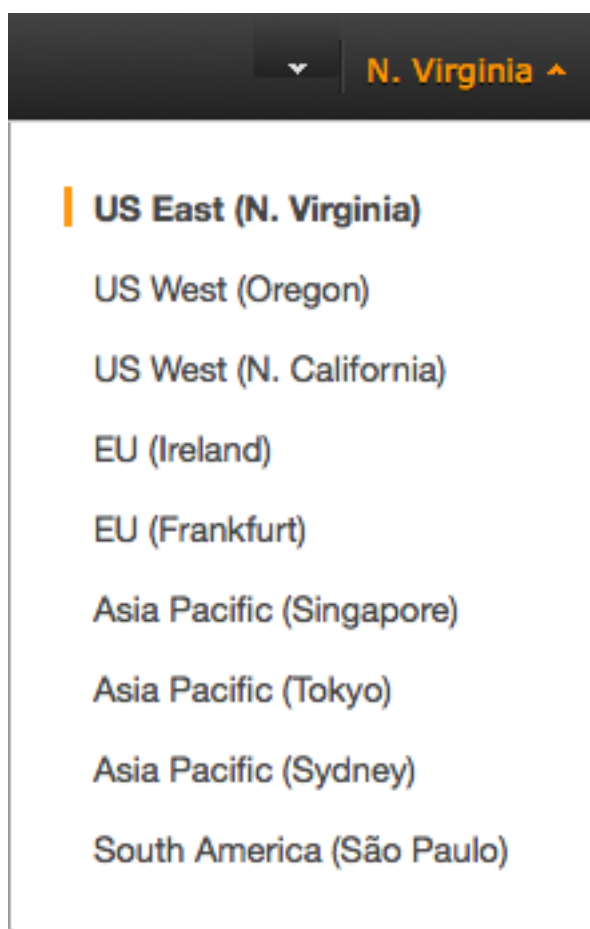 N. Virginia
US East (N. Virginia)
US West (Oregon)
US West (N. California)
EU (Ireland)
EU (Frankfurt)
Asia Pacific (Singapore)
Asia Pacific (Tokyo)
Asia Pacific (Sydney)
South America (São Paulo)